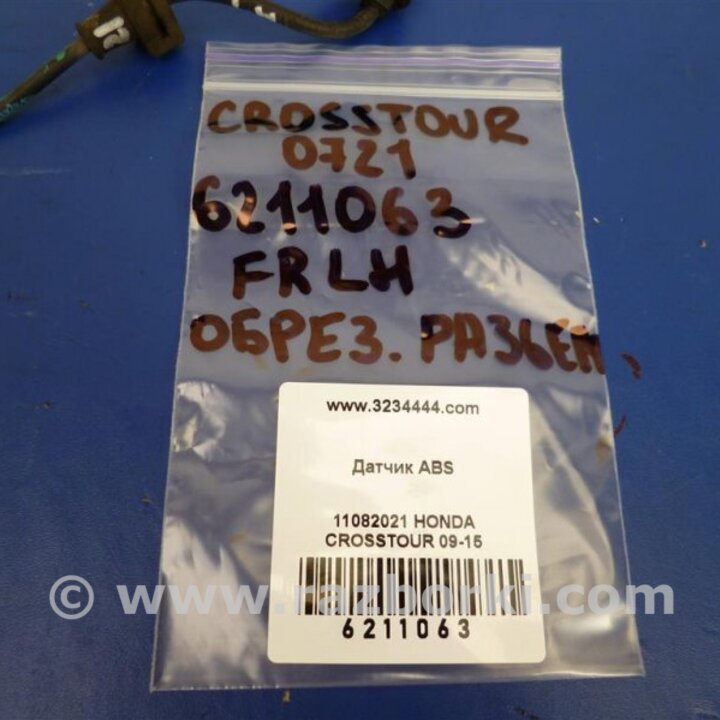 CROSSTOUR
0721
6211063
FR LH
ОБРЕЗ. РАЗЬЕМ
www.3234444.com
Датчик ABS
11082021 HONDA
CROSSTOUR 09-15
© www.razborki.com
6211063